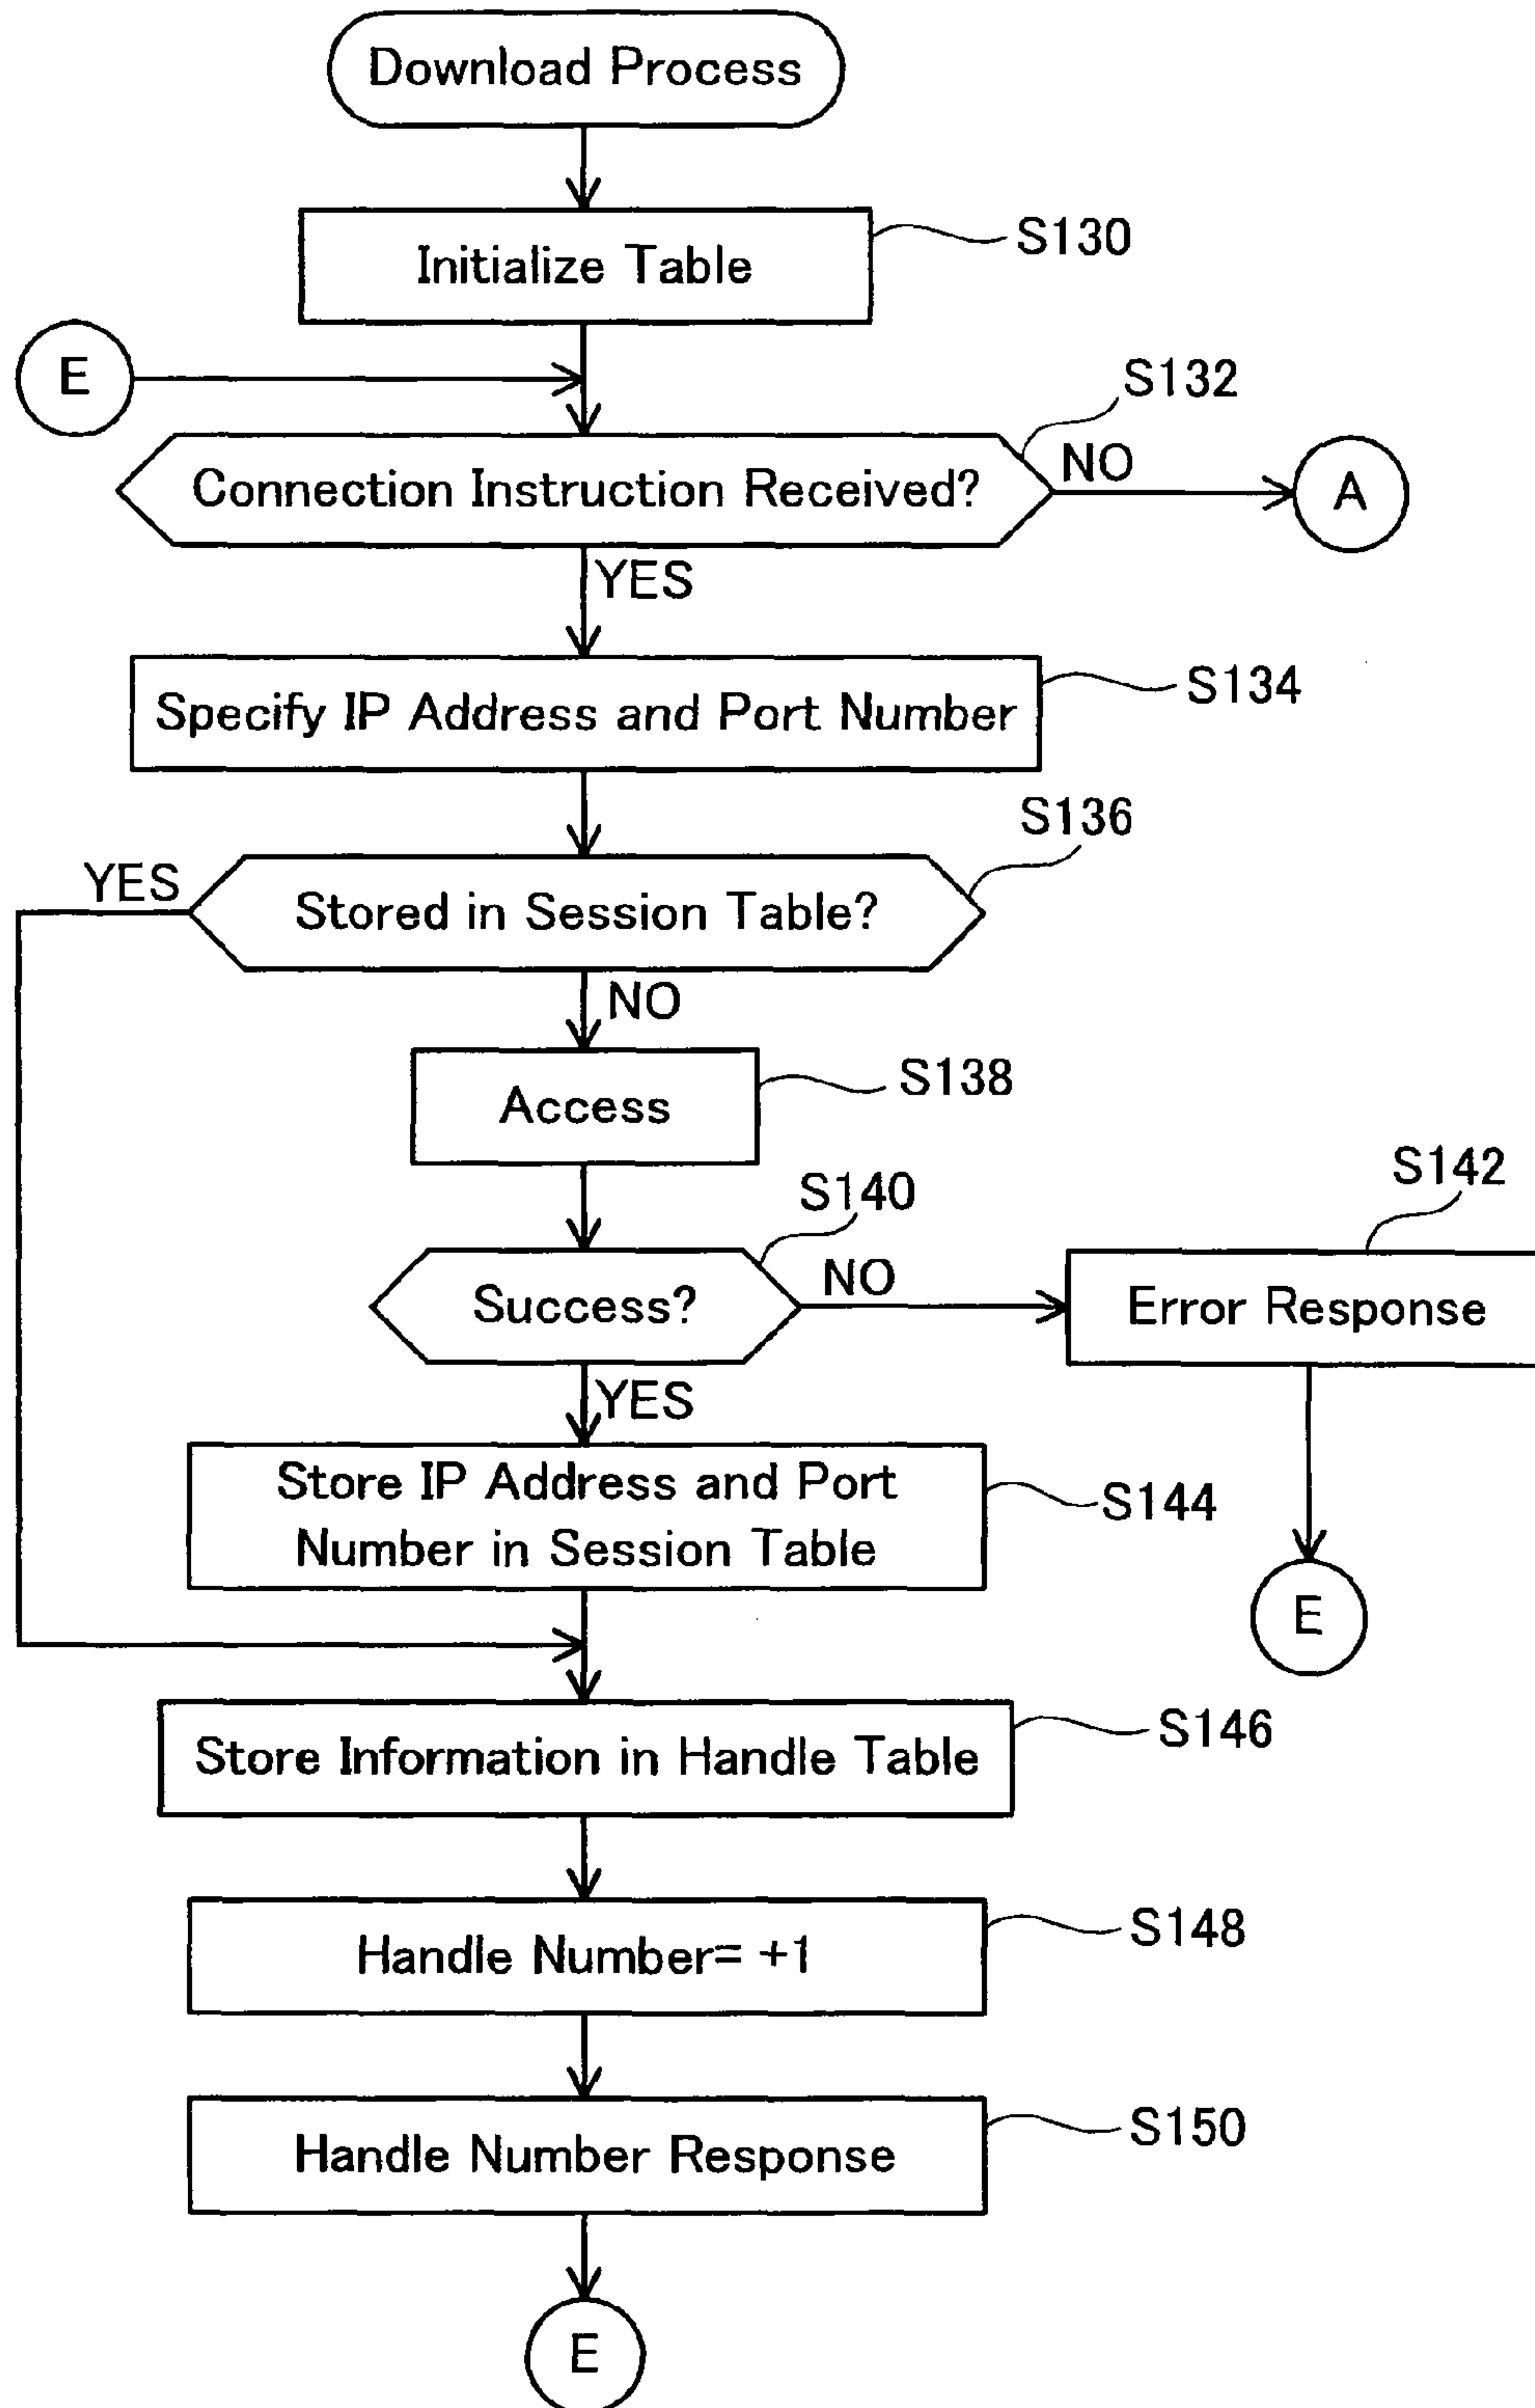 Download Process
Initialize Table
S130
E
S132
Connection Instruction Received?
NO
A
YES
Specify IP Address and Port Number
S134
S136
YES
Stored in Session Table?
NO
Access
S138
S140
S142
Success?
NO
Error Response
YES
Store IP Address and Port
Number in Session Table
S144
E
Store Information in Handle Table
S146
Handle Number= +1
S148
Handle Number Response
S150
E